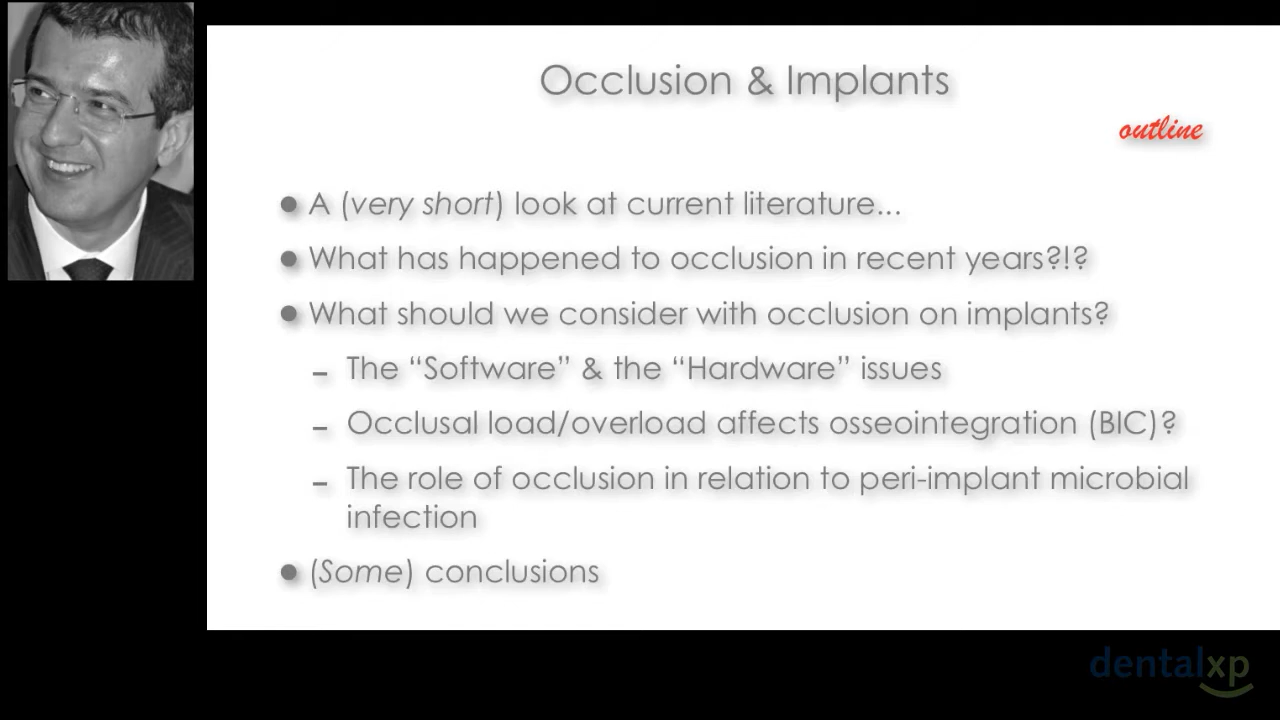 Occlusion & Implants
outline
● A (very short) look at current literature...
● What has happened to occlusion in recent years?!?
● What should we consider with occlusion on implants?
– The “Software” & the “Hardware” issues
– Occlusal load/overload affects osseointegration (BIC)?
– The role of occlusion in relation to peri-implant microbial
infection
● (Some) conclusions
dentalxp